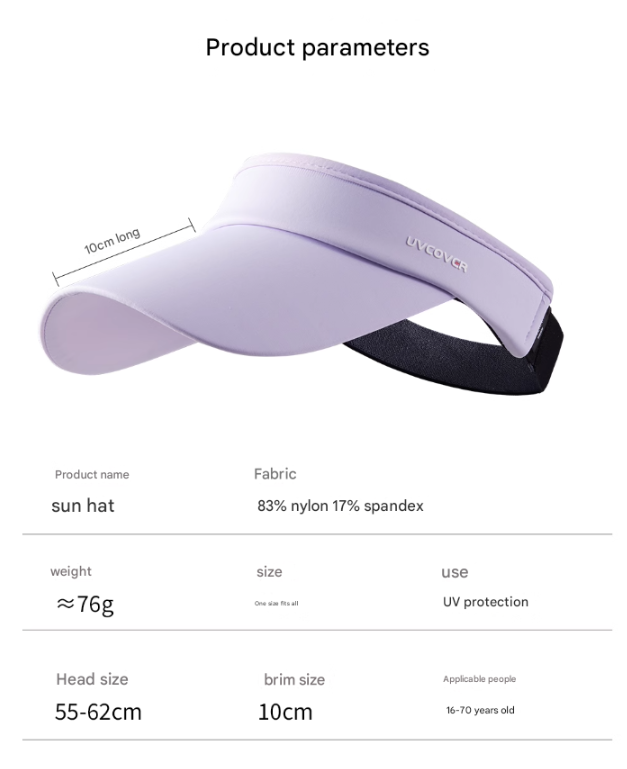 Product parameters
10cm long
UVCOVCR
Product name
Fabric
sun hat
83% nylon 17% spandex
weight
size
use
≈76g
One size fits all
UV protection
Head size
brim size
Applicable people
55-62cm
10cm
16-70 years old